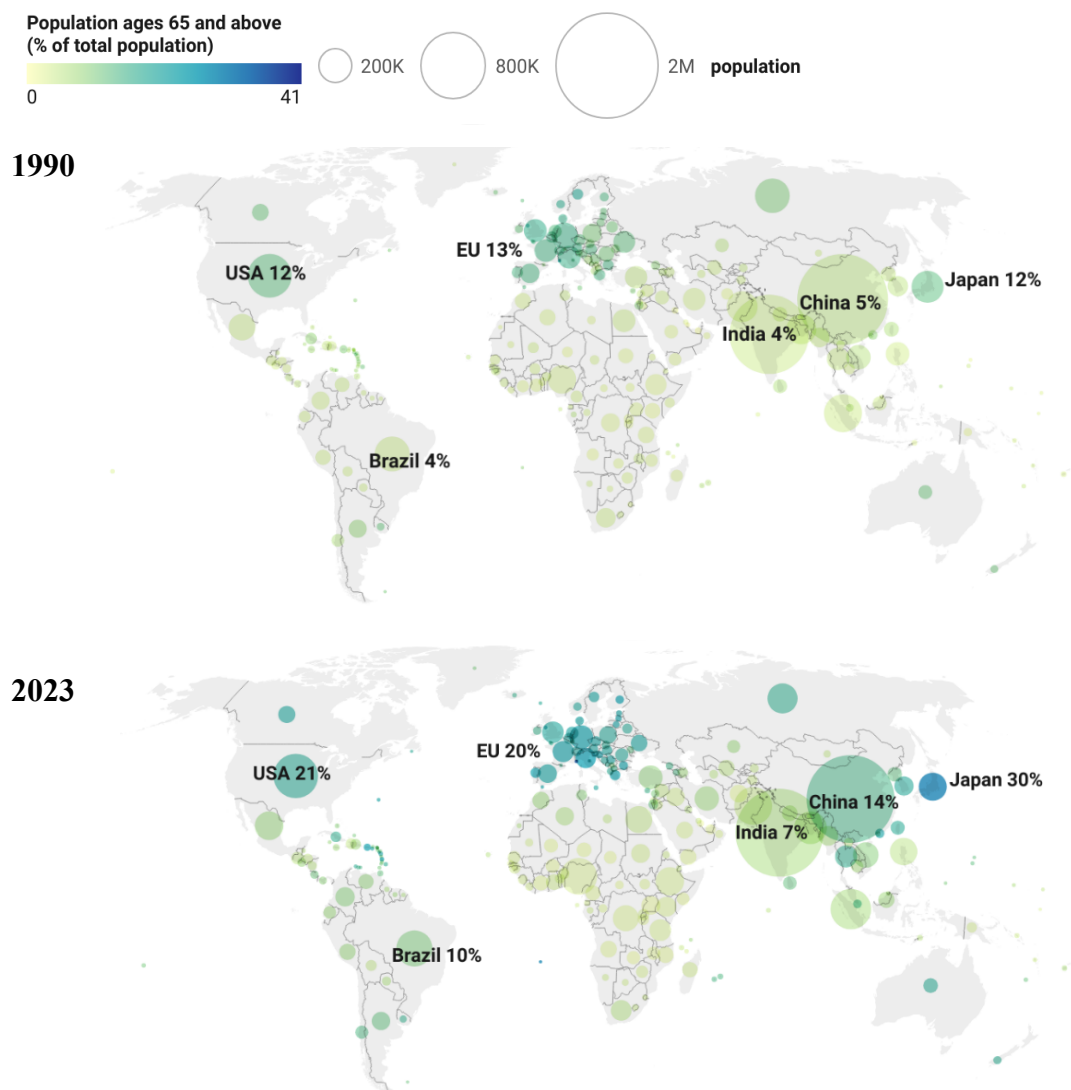 Population ages 65 and above
(% of total population)
0 41
200K 800K 2M population
1990
EU 13%
USA 12%
Japan 12%
China 5%
India 4%
Brazil 4%
2023
EU 20%
USA 21%
Japan 30%
China 14%
India 7%
Brazil 10%